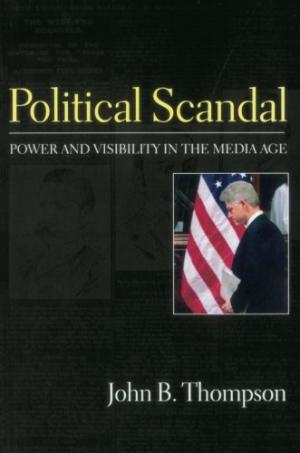 Political Scandal
POWER AND VISIBILITY IN THE MEDIA AGE
John B. Thompson